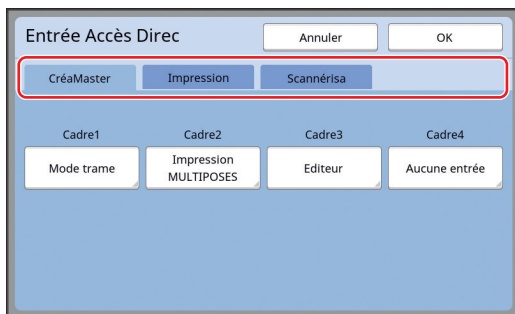 Entrée Accès Direc Annuler OK
CréaMaster Impression Scannérisa
Cadre1 Cadre2 Cadre3 Cadre4
Mode trame Impression MULTIPOSES Editeur Aucune entrée